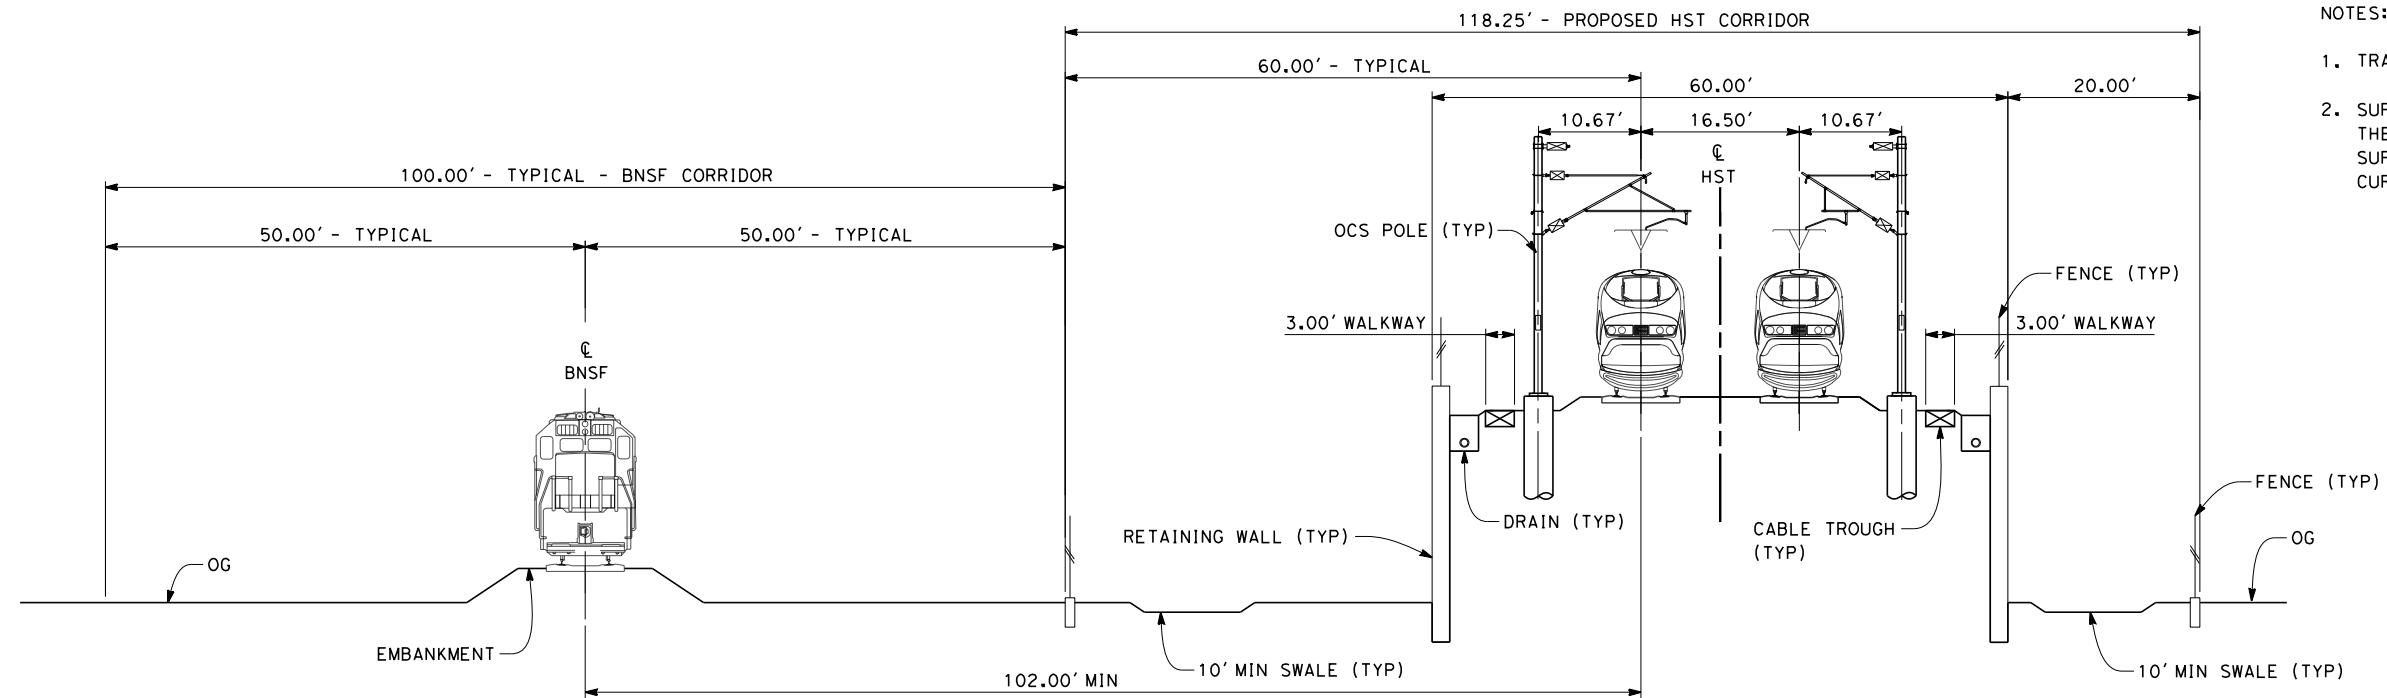 118.25' - PROPOSED HST CORRIDOR
NOTES:
60.00' - TYPICAL
1. TRA
60.00'
20.00'
2. SUF
THE
SUF
CUF
10.67'
16.50'
10.67'
℄
HST
100.00' - TYPICAL - BNSF CORRIDOR
50.00' - TYPICAL
50.00' - TYPICAL
OCS POLE (TYP)
FENCE (TYP)
3.00' WALKWAY
3.00' WALKWAY
℄
BNSF
FENCE (TYP)
DRAIN (TYP)
CABLE TROUGH
(TYP)
RETAINING WALL (TYP)
OG
OG
EMBANKMENT
10' MIN SWALE (TYP)
10' MIN SWALE (TYP)
102.00' MIN